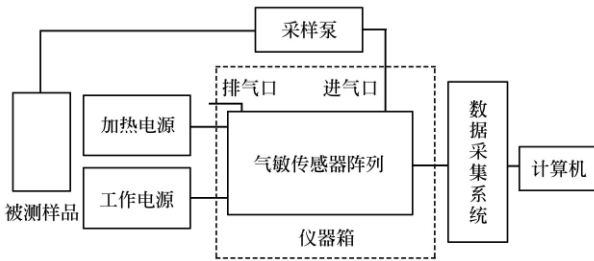 采样泵
排气口
进气口
加热电源
气敏传感器阵列
数据采集系统
计算机
工作电源
被测样品
仪器箱